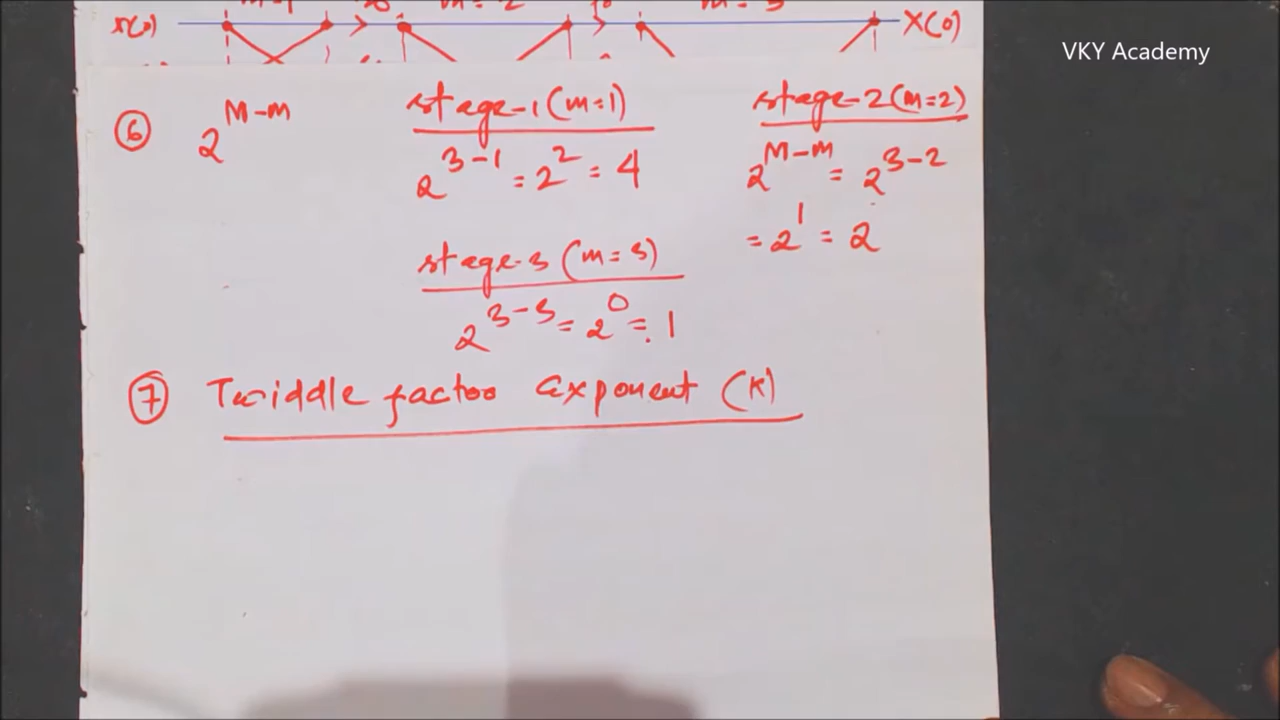 x(0) X(0)
VKY Academy
⑥ 2^{M-m} stage-1 (m=1) stage-2 (m=2)
2^{3-1} = 2^2 = 4 2^{M-m} = 2^{3-2}
= 2^1 = 2
stage-3 (m=3)
2^{3-3} = 2^0 = 1
⑦ Twiddle factor exponent (k)